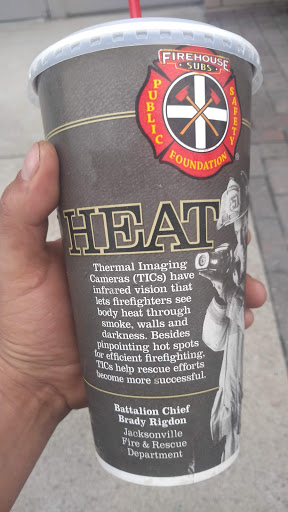 FIREHOUSE
SUBS
PUBLIC
SAFETY
FOUNDATION
®
HEAT
Thermal Imaging
Cameras (TICs) have
infrared vision that
lets firefighters see
body heat through
smoke, walls and
darkness. Besides
pinpointing hot spots
for efficient firefighting,
TICs help rescue efforts
become more successful.
Battalion Chief
Brady Rigdon
Jacksonville
Fire & Rescue
Department